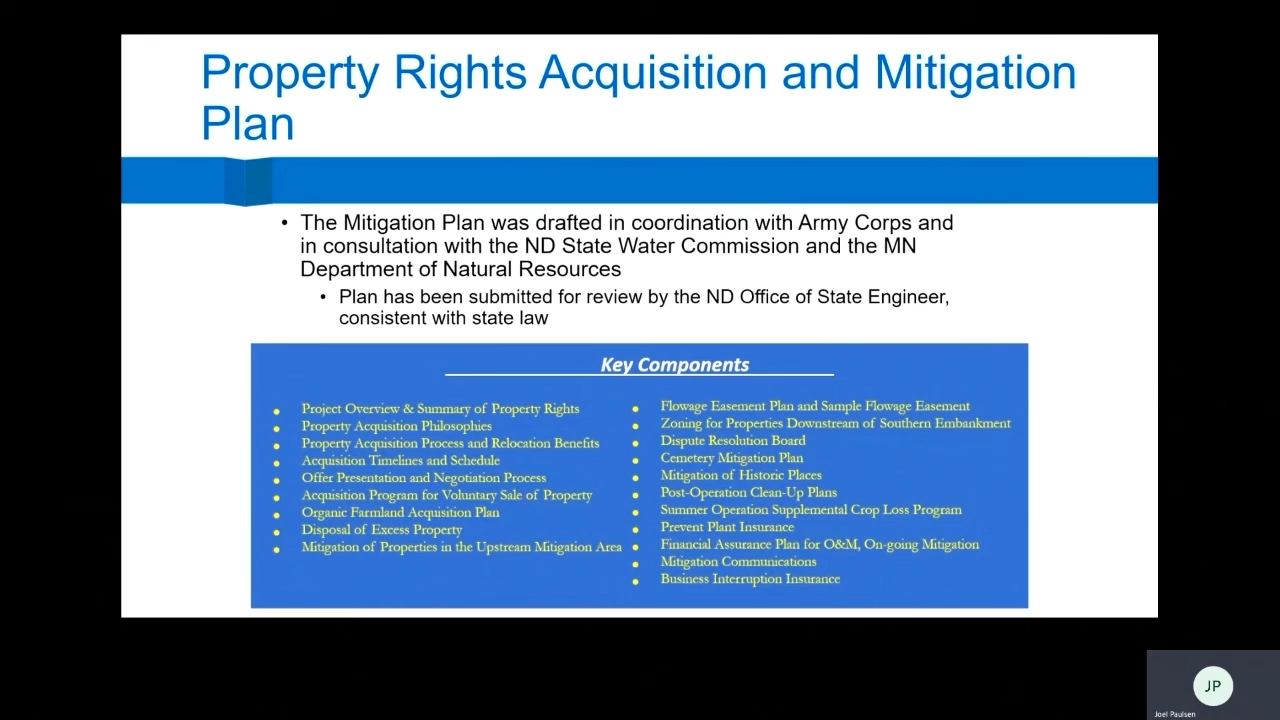 Property Rights Acquisition and Mitigation
Plan
• The Mitigation Plan was drafted in coordination with Army Corps and
in consultation with the ND State Water Commission and the MN
Department of Natural Resources
• Plan has been submitted for review by the ND Office of State Engineer,
consistent with state law
Key Components
• Project Overview & Summary of Property Rights
• Property Acquisition Philosophies
• Property Acquisition Process and Relocation Benefits
• Acquisition Timelines and Schedule
• Offer Presentation and Negotiation Process
• Acquisition Program for Voluntary Sale of Property
• Organic Farmland Acquisition Plan
• Disposal of Excess Property
• Mitigation of Properties in the Upstream Mitigation Area
• Flowage Easement Plan and Sample Flowage Easement
• Zoning for Properties Downstream of Southern Embankment
• Dispute Resolution Board
• Cemetery Mitigation Plan
• Mitigation of Historic Places
• Post-Operation Clean-Up Plans
• Summer Operation Supplemental Crop Loss Program
• Prevent Plant Insurance
• Financial Assurance Plan for O&M, On-going Mitigation
• Mitigation Communications
• Business Interruption Insurance
JP
Joel Paulsen